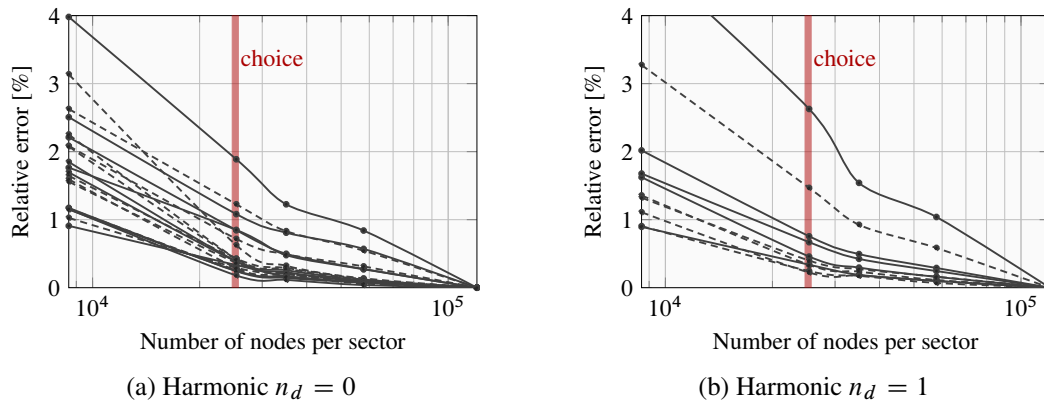 4
3
2
1
0
Relative error [%]
choice
10^4
10^5
Number of nodes per sector
(a) Harmonic n_d = 0
4
3
2
1
0
Relative error [%]
choice
10^4
10^5
Number of nodes per sector
(b) Harmonic n_d = 1